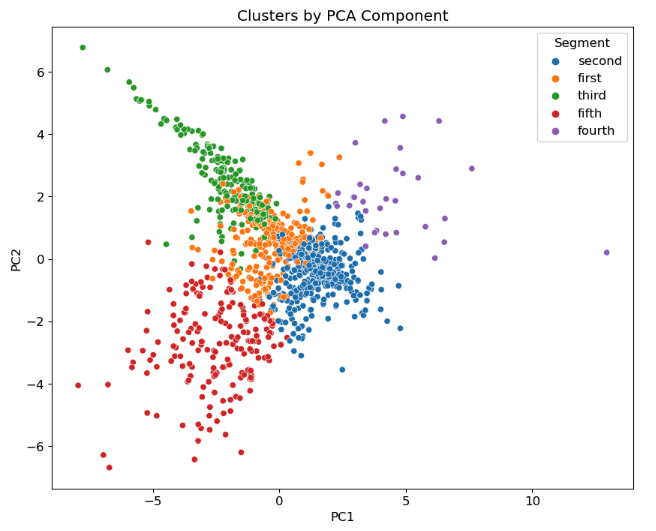 Clusters by PCA Component
Segment
second
first
third
fifth
fourth
6
4
2
0
−2
−4
−6
PC2
−5
0
5
10
PC1